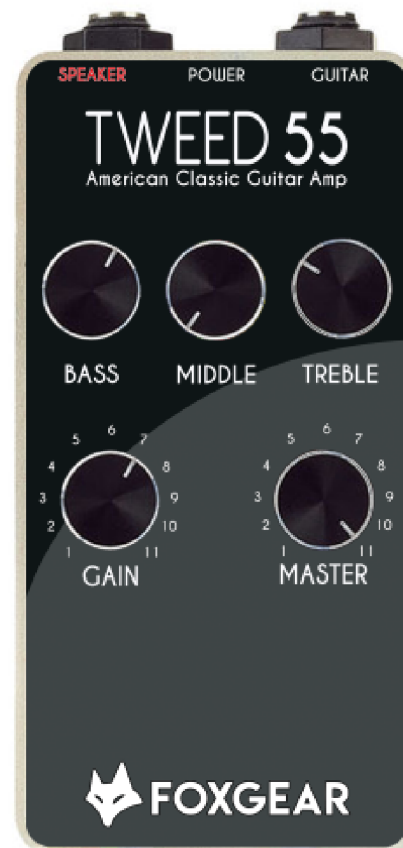 SPEAKER POWER GUITAR
TWEED 55
American Classic Guitar Amp
BASS MIDDLE TREBLE
1 2 3 4 5 6 7 8 9 10 11
1 2 3 4 5 6 7 8 9 10 11
GAIN MASTER
FOXGEAR